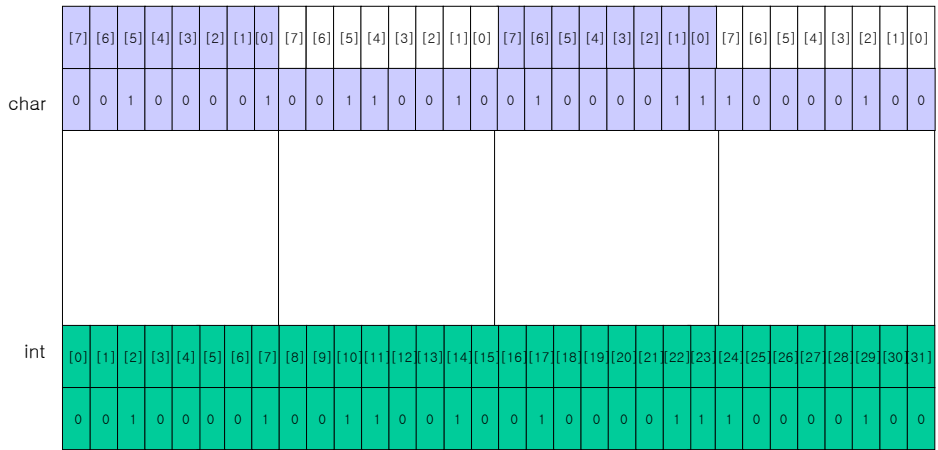 [7] [6] [5] [4] [3] [2] [1] [0] [7] [6] [5] [4] [3] [2] [1] [0] [7] [6] [5] [4] [3] [2] [1] [0] [7] [6] [5] [4] [3] [2] [1] [0]
char 0 0 1 0 0 0 0 1 0 0 1 1 0 0 1 0 0 1 0 0 0 0 1 1 1 0 0 0 0 1 0 0
int [0] [1] [2] [3] [4] [5] [6] [7] [8] [9] [10] [11] [12] [13] [14] [15] [16] [17] [18] [19] [20] [21] [22] [23] [24] [25] [26] [27] [28] [29] [30] [31]
0 0 1 0 0 0 0 1 0 0 1 1 0 0 1 0 0 1 0 0 0 0 1 1 1 0 0 0 0 1 0 0